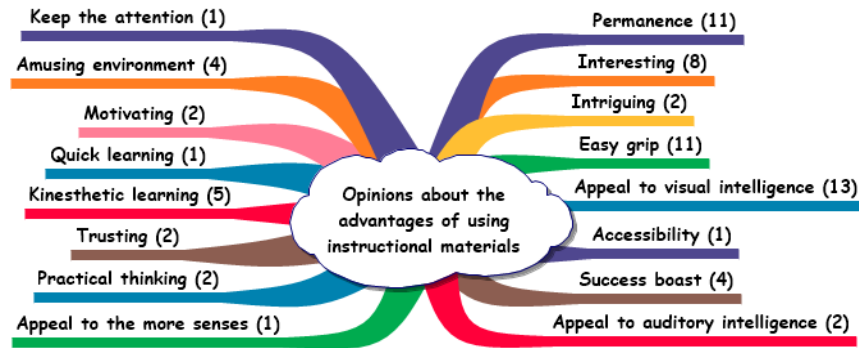 Keep the attention (1)
Amusing environment (4)
Motivating (2)
Quick learning (1)
Kinesthetic learning (5)
Trusting (2)
Practical thinking (2)
Appeal to the more senses (1)
Opinions about the
advantages of using
instructional materials
Permanence (11)
Interesting (8)
Intriguing (2)
Easy grip (11)
Appeal to visual intelligence (13)
Accessibility (1)
Success boast (4)
Appeal to auditory intelligence (2)